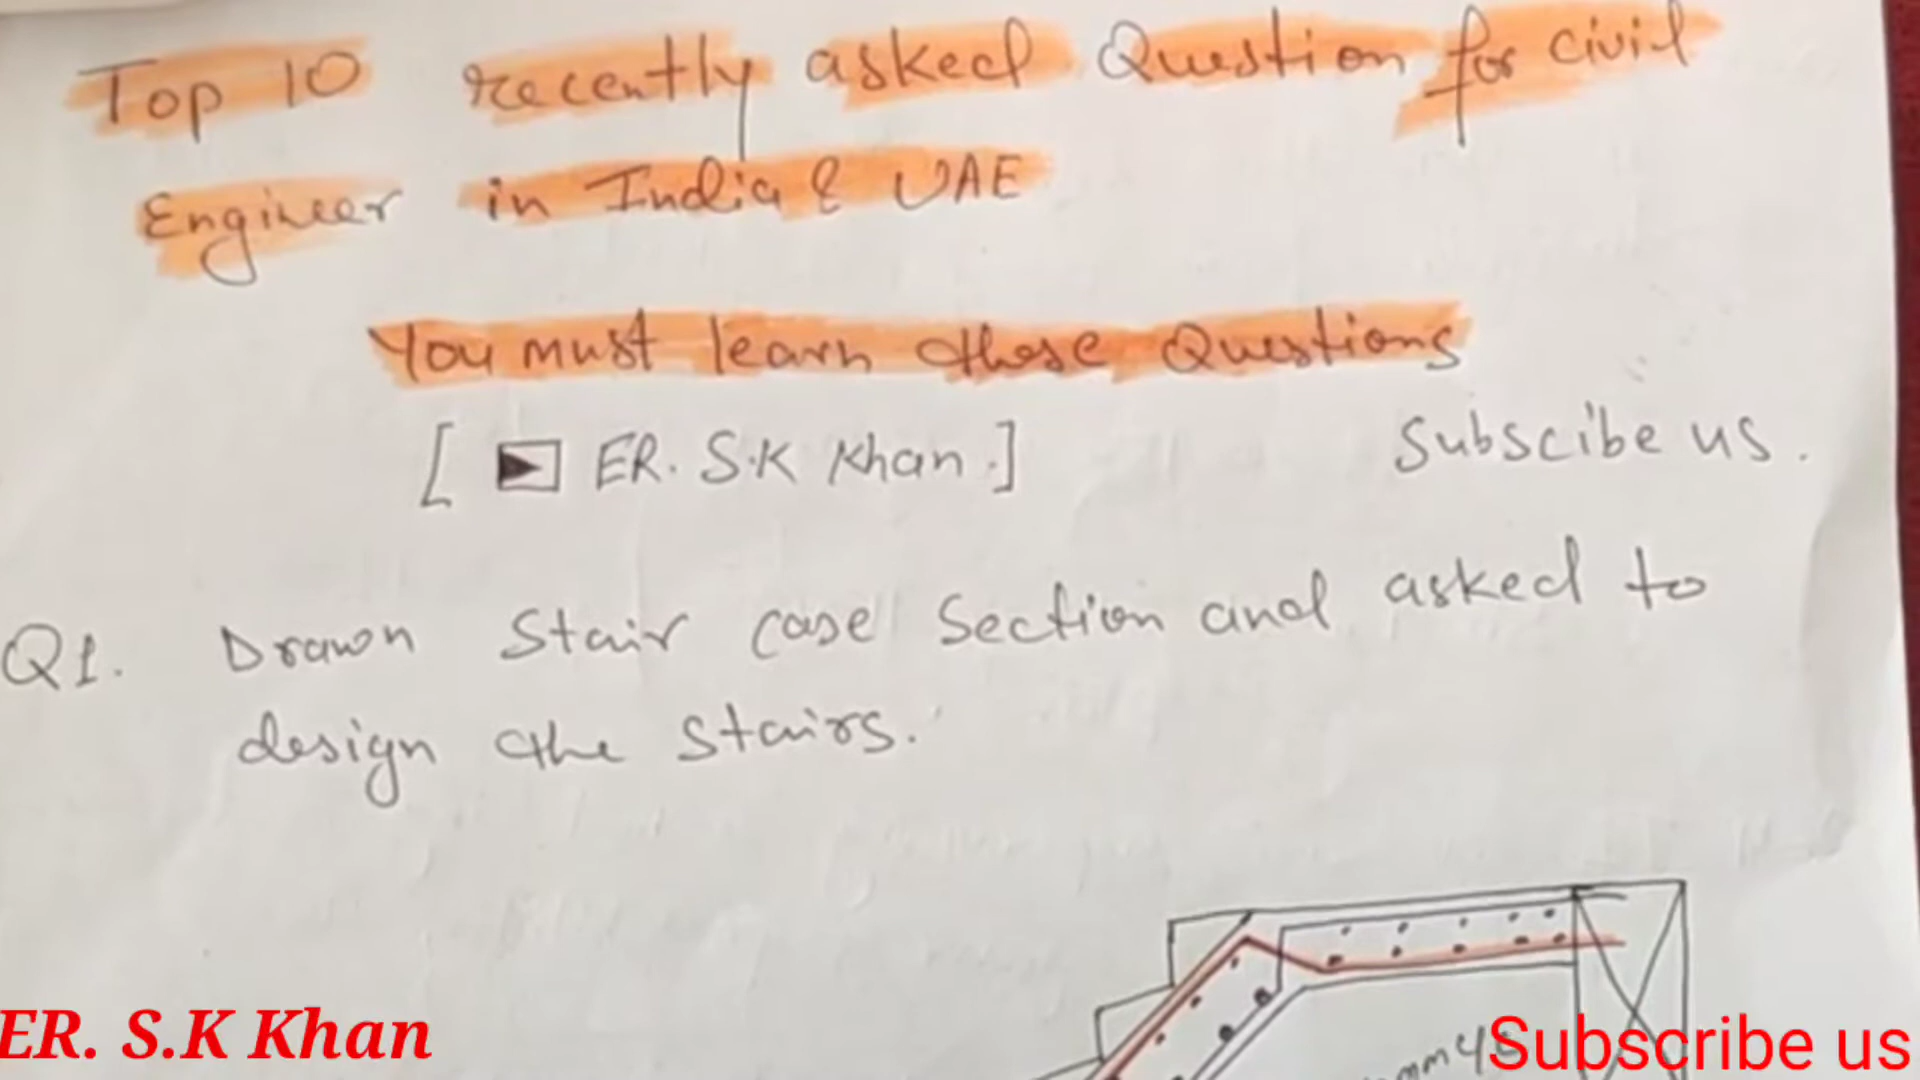 Top 10 recently asked Question for civil
Engineer in India & UAE
You must learn these Questions
[ ER. S.K Khan.]
Subscibe us.
Q1. Drawn Stair case Section and asked to
design the stairs.
ER. S.K Khan
Subscribe us